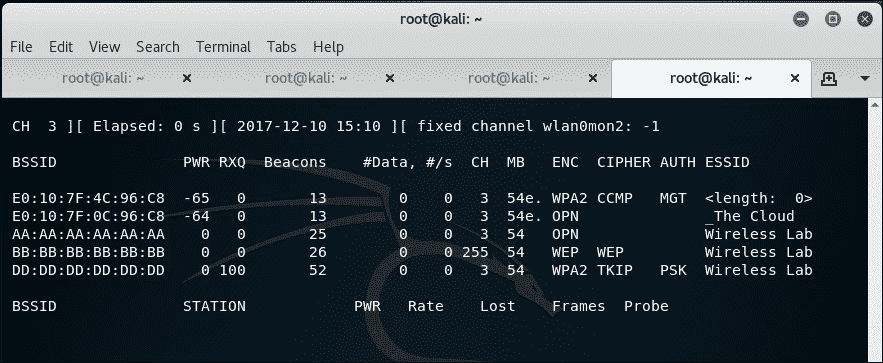 root@kali: ~
File Edit View Search Terminal Tabs Help
root@kali: ~ × root@kali: ~ × root@kali: ~ × root@kali: ~ ×
CH 3 ][ Elapsed: 0 s ][ 2017-12-10 15:10 ][ fixed channel wlan0mon2: -1
BSSID PWR RXQ Beacons #Data, #/s CH MB ENC CIPHER AUTH ESSID
E0:10:7F:4C:96:C8 -65 0 13 0 0 3 54e. WPA2 CCMP MGT <length: 0>
E0:10:7F:0C:96:C8 -64 0 13 0 0 3 54e. OPN _The Cloud
AA:AA:AA:AA:AA:AA 0 0 25 0 0 3 54 OPN Wireless Lab
BB:BB:BB:BB:BB:BB 0 0 26 0 0 255 54 WEP WEP Wireless Lab
DD:DD:DD:DD:DD:DD 0 100 52 0 0 3 54 WPA2 TKIP PSK Wireless Lab
BSSID STATION PWR Rate Lost Frames Probe